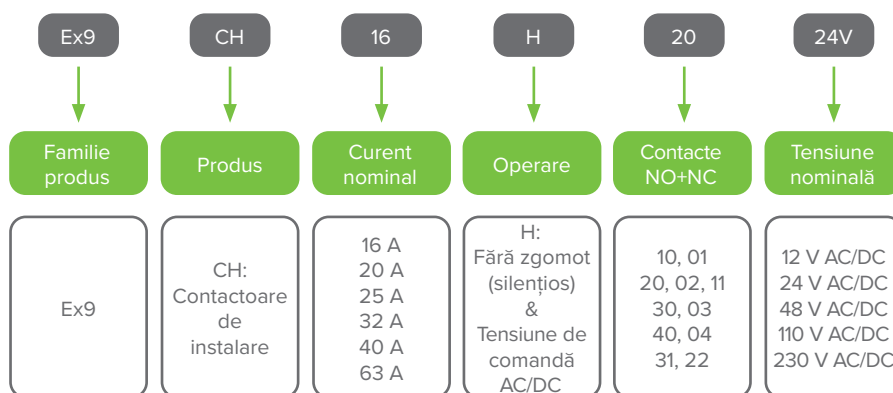 Ex9
CH
16
H
20
24V
Familie
produs
Produs
Curent
nominal
Operare
Contacte
NO+NC
Tensiune
nominală
Ex9
CH:
Contactoare
de
instalare
16 A
20 A
25 A
32 A
40 A
63 A
H:
Fără zgomot
(silențios)
&
Tensiune de
comandă
AC/DC
10, 01
20, 02, 11
30, 03
40, 04
31, 22
12 V AC/DC
24 V AC/DC
48 V AC/DC
110 V AC/DC
230 V AC/DC